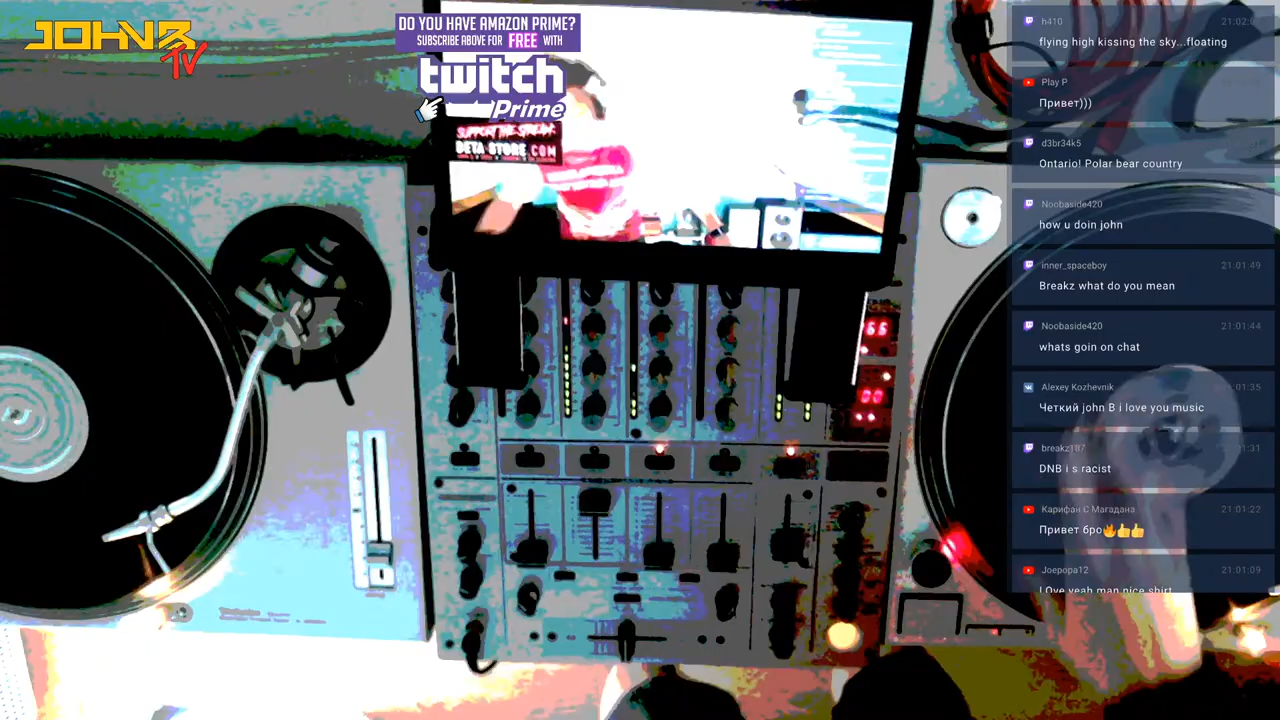 JOHN B
TV
DO YOU HAVE AMAZON PRIME?
SUBSCRIBE ABOVE FOR FREE WITH
twitch
Prime
SUPPORT THE STREAM:
BETA-STORE.COM
h410
flying high kissing the sky...floating
Play P
Привет)))
d3br34k5
Ontario! Polar bear country
Noobaside420
how u doin john
inner_spaceboy 21:01:49
Breakz what do you mean
Noobaside420 21:01:44
whats goin on chat
Alexey Kozhevnik :01:35
Четкий john B i love you music
breakz187 :31
DNB i s racist
Карифан С Магадана 21:01:22
Привет бро🔥👍👍
Joepopa12 21:01:09
lOve yeah man nice shirt